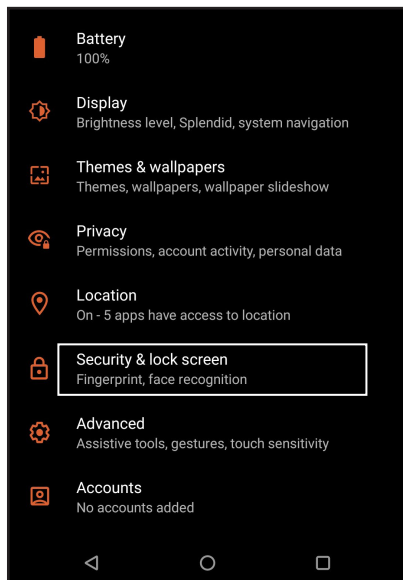 Battery
100%
Display
Brightness level, Splendid, system navigation
Themes & wallpapers
Themes, wallpapers, wallpaper slideshow
Privacy
Permissions, account activity, personal data
Location
On - 5 apps have access to location
Security & lock screen
Fingerprint, face recognition
Advanced
Assistive tools, gestures, touch sensitivity
Accounts
No accounts added